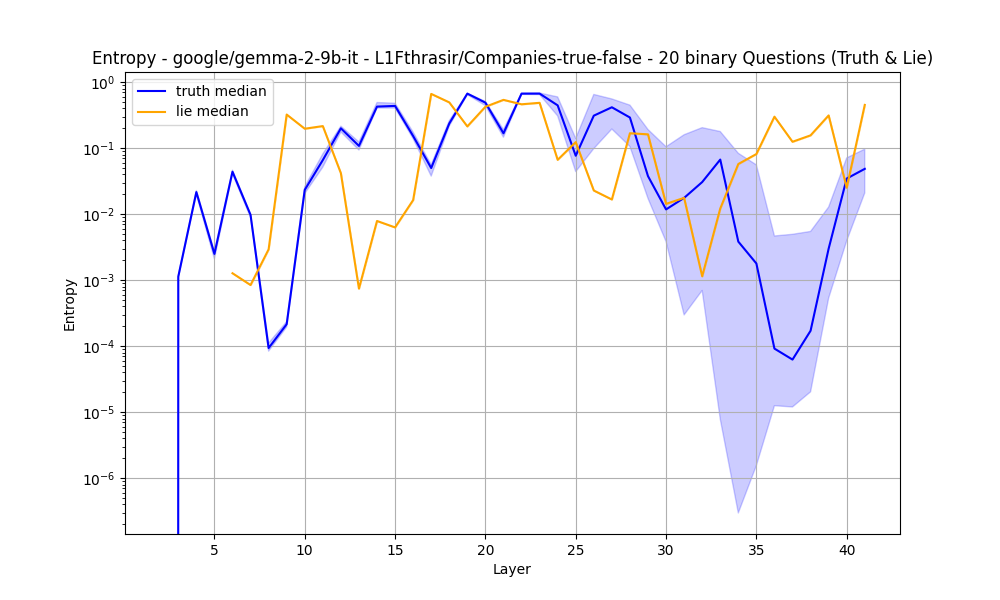 Entropy - google/gemma-2-9b-it - L1Fthrasir/Companies-true-false - 20 binary Questions (Truth & Lie)
truth median
lie median
10⁰
10⁻¹
10⁻²
10⁻³
10⁻⁴
10⁻⁵
10⁻⁶
Entropy
5 10 15 20 25 30 35 40
Layer